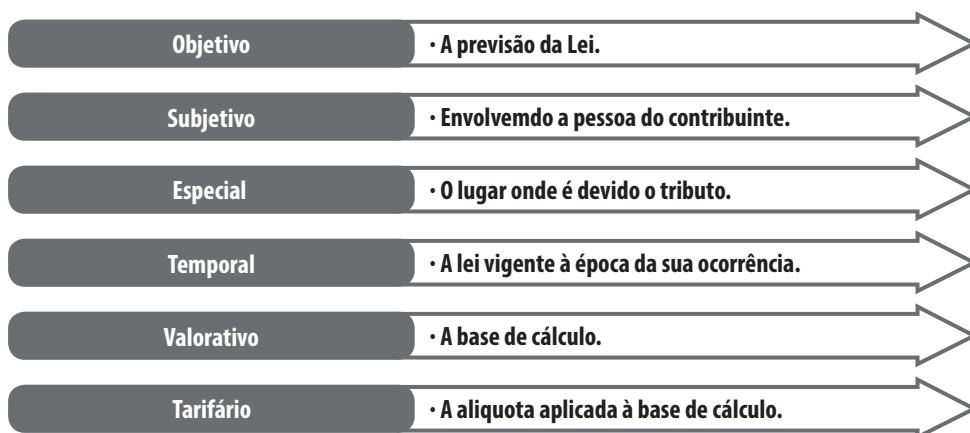 Objetivo
• A previsão da Lei.
Subjetivo
• Envolvemdo a pessoa do contribuinte.
Especial
• O lugar onde é devido o tributo.
Temporal
• A lei vigente à época da sua ocorrência.
Valorativo
• A base de cálculo.
Tarifário
• A aliquota aplicada à base de cálculo.